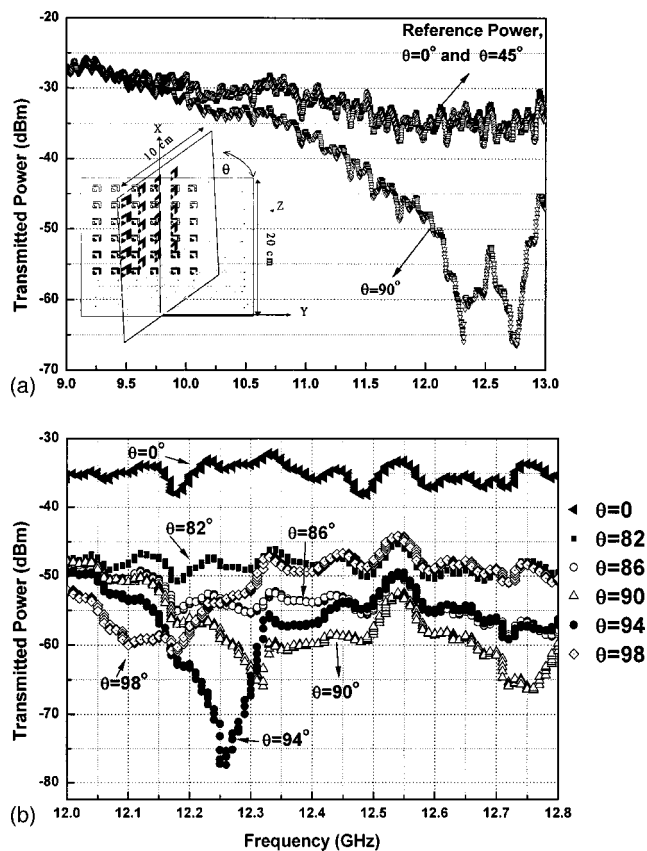 -20
-30
-40
-50
-60
-70
Transmitted Power (dBm)
Reference Power,
θ=0° and θ=45°
X
10 cm
θ
Z
20 cm
Y
θ=90°
(a)
9.0 9.5 10.0 10.5 11.0 11.5 12.0 12.5 13.0
-30
-40
-50
-60
-70
-80
Transmitted Power (dBm)
θ=0°
θ=82°
θ=86°
θ=98°
θ=90°
θ=94°
θ=0
θ=82
θ=86
θ=90
θ=94
θ=98
(b)
12.0 12.1 12.2 12.3 12.4 12.5 12.6 12.7 12.8
Frequency (GHz)